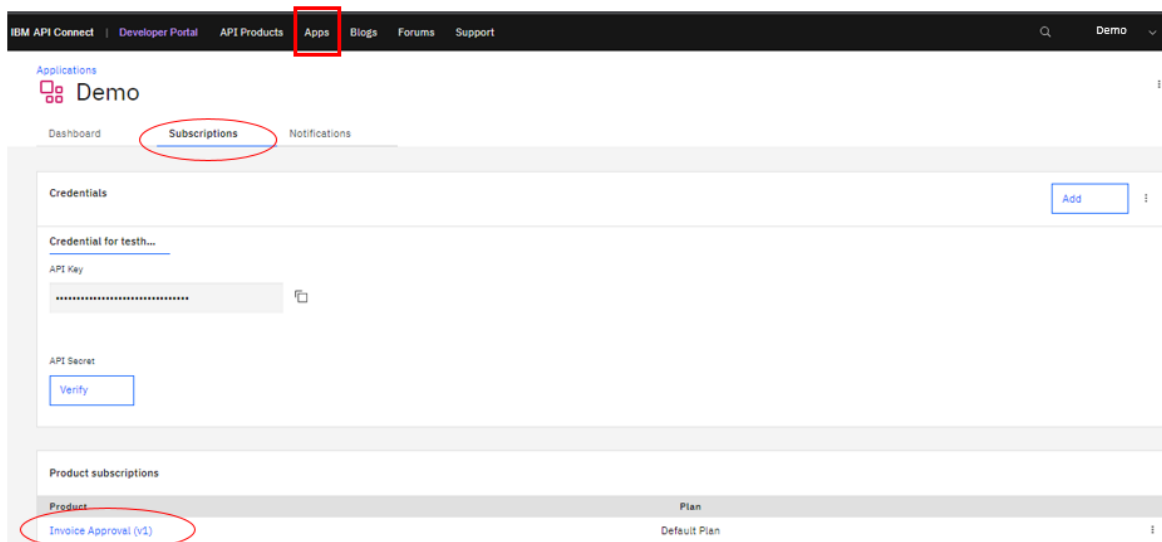 IBM API Connect | Developer Portal API Products Apps Blogs Forums Support Demo
Applications
Demo
Dashboard Subscriptions Notifications
Credentials
Add
Credential for testh...
API Key
API Secret
Verify
Product subscriptions
Product Plan
Invoice Approval (v1) Default Plan